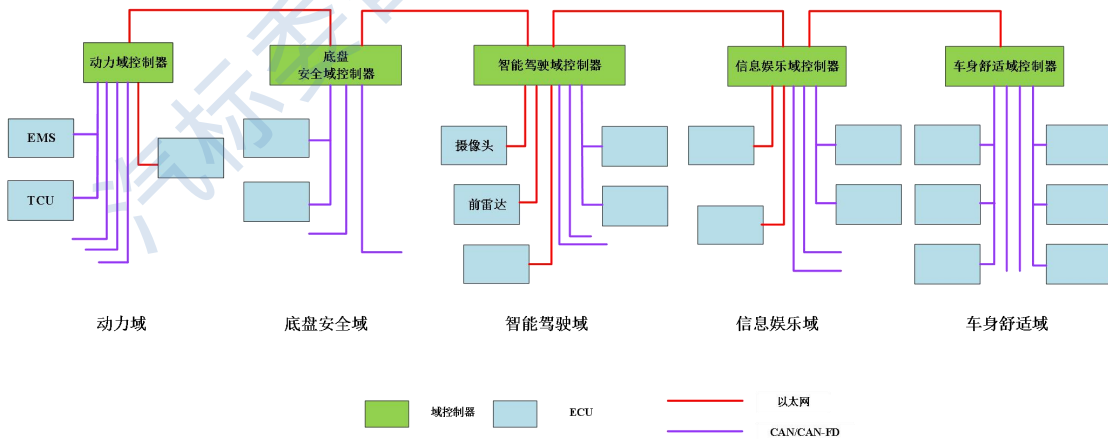 动力域控制器
底盘
安全域控制器
智能驾驶域控制器
信息娱乐域控制器
车身舒适域控制器
EMS
TCU
摄像头
前雷达
动力域
底盘安全域
智能驾驶域
信息娱乐域
车身舒适域
域控制器
ECU
以太网
CAN/CAN-FD
汽标委